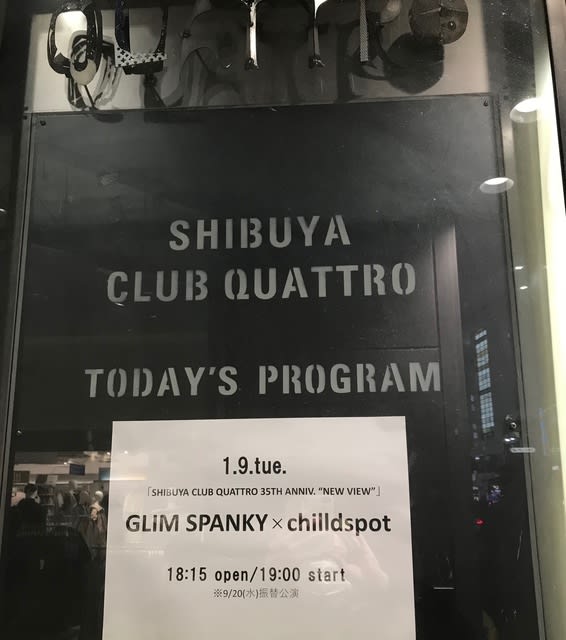 SHIBUYA
CLUB QUATTRO
TODAY'S PROGRAM
1.9.tue.
「SHIBUYA CLUB QUATTRO 35TH ANNIV. "NEW VIEW"」
GLIM SPANKY×chilldspot
18:15 open/19:00 start
※9/20(水)振替公演